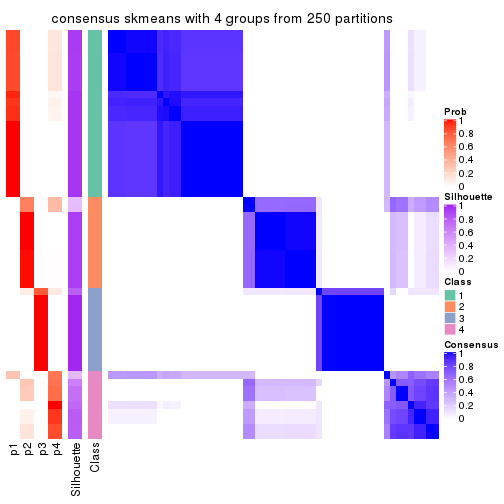 consensus skmeans with 4 groups from 250 partitions
Prob
1
0.8
0.6
0.4
0.2
0
Silhouette
1
0.8
0.6
0.4
0.2
0
Class
1
2
3
4
Consensus
1
0.8
0.6
0.4
0.2
0
p1
p2
p3
p4
Silhouette
Class